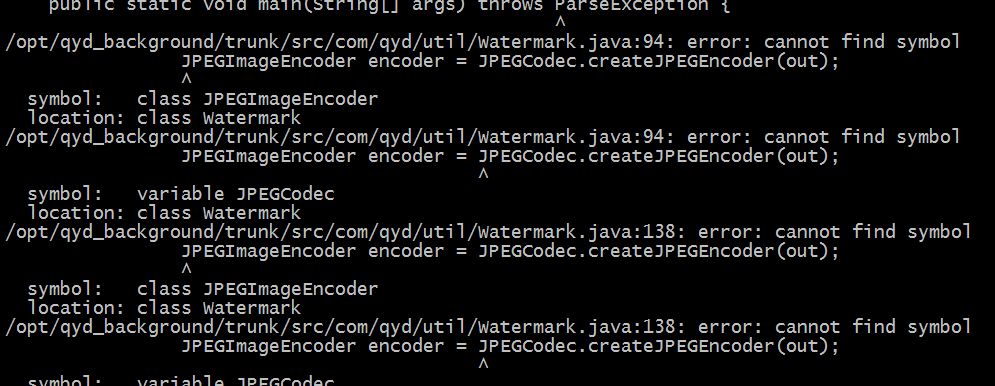 public static void main(String[] args) throws ParseException {
^
/opt/qyd_background/trunk/src/com/qyd/util/Watermark.java:94: error: cannot find symbol
JPEGImageEncoder encoder = JPEGCodec.createJPEGEncoder(out);
^
symbol:   class JPEGImageEncoder
location: class Watermark
/opt/qyd_background/trunk/src/com/qyd/util/Watermark.java:94: error: cannot find symbol
JPEGImageEncoder encoder = JPEGCodec.createJPEGEncoder(out);
^
symbol:   variable JPEGCodec
location: class Watermark
/opt/qyd_background/trunk/src/com/qyd/util/Watermark.java:138: error: cannot find symbol
JPEGImageEncoder encoder = JPEGCodec.createJPEGEncoder(out);
^
symbol:   class JPEGImageEncoder
location: class Watermark
/opt/qyd_background/trunk/src/com/qyd/util/Watermark.java:138: error: cannot find symbol
JPEGImageEncoder encoder = JPEGCodec.createJPEGEncoder(out);
^
symbol:   variable JPEGCodec